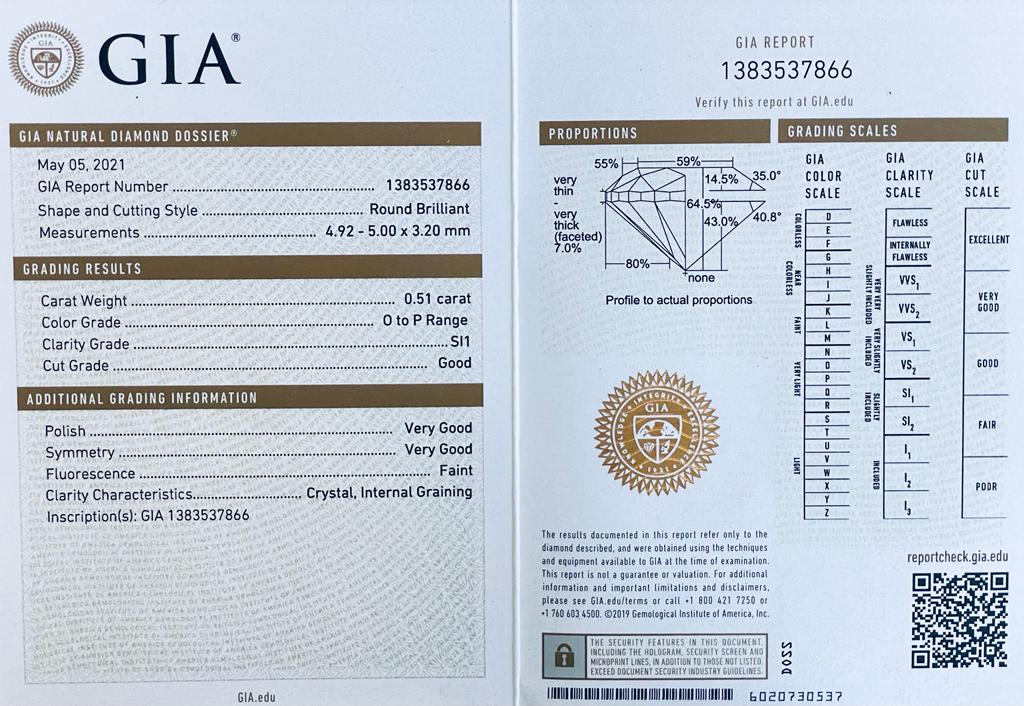 GIA®
GIA NATURAL DIAMOND DOSSIER®
May 05, 2021
GIA Report Number 1383537866
Shape and Cutting Style Round Brilliant
Measurements 4.92 - 5.00 x 3.20 mm
GRADING RESULTS
Carat Weight 0.51 carat
Color Grade O to P Range
Clarity Grade SI1
Cut Grade Good
ADDITIONAL GRADING INFORMATION
Polish Very Good
Symmetry Very Good
Fluorescence Faint
Clarity Characteristics Crystal, Internal Graining
Inscription(s): GIA 1383537866
GIA.edu
GIA REPORT
1383537866
Verify this report at GIA.edu
PROPORTIONS
55%
59%
very
thin
-
very
thick
(faceted)
7.0%
14.5%
35.0°
64.5%
43.0%
40.8°
80%
none
Profile to actual proportions
GIA
INTEGRITY
1931
The results documented in this report refer only to the
diamond described, and were obtained using the techniques
and equipment available to GIA at the time of examination.
This report is not a guarantee or valuation. For additional
information and important limitations and disclaimers,
please see GIA.edu/terms or call +1 800 421 7250 or
+1 760 603 4500. ©2019 Gemological Institute of America, Inc.
THE SECURITY FEATURES IN THIS DOCUMENT,
INCLUDING THE HOLOGRAM, SECURITY SCREEN AND
MICROPRINT LINES, IN ADDITION TO THOSE NOT LISTED,
EXCEED DOCUMENT SECURITY INDUSTRY GUIDELINES.
DOSS
6020730537
GRADING SCALES
GIA
COLOR
SCALE
COLORLESS
D
E
F
NEAR
COLORLESS
G
H
I
J
FAINT
K
L
M
VERY LIGHT
N
O
P
Q
R
LIGHT
S
T
U
V
W
X
Y
Z
GIA
CLARITY
SCALE
FLAWLESS
INTERNALLY
FLAWLESS
VERY VERY
SLIGHTLY INCLUDED
VVS1
VVS2
VERY SLIGHTLY
INCLUDED
VS1
VS2
SLIGHTLY
INCLUDED
SI1
SI2
INCLUDED
I1
I2
I3
GIA
CUT
SCALE
EXCELLENT
VERY
GOOD
GOOD
FAIR
POOR
reportcheck.gia.edu